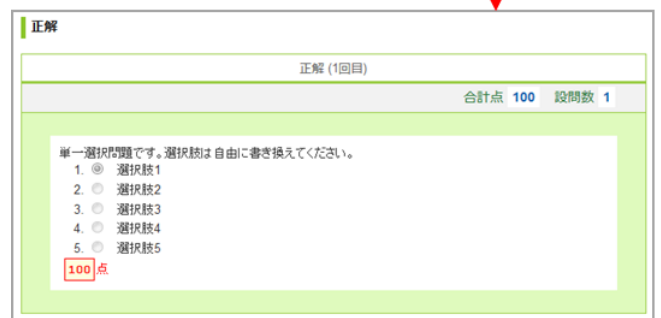 正解
正解 (1回目)
合計点 100 設問数 1
単一選択問題です。選択肢は自由に書き換えてください。
1. 選択肢1
2. 選択肢2
3. 選択肢3
4. 選択肢4
5. 選択肢5
100 点